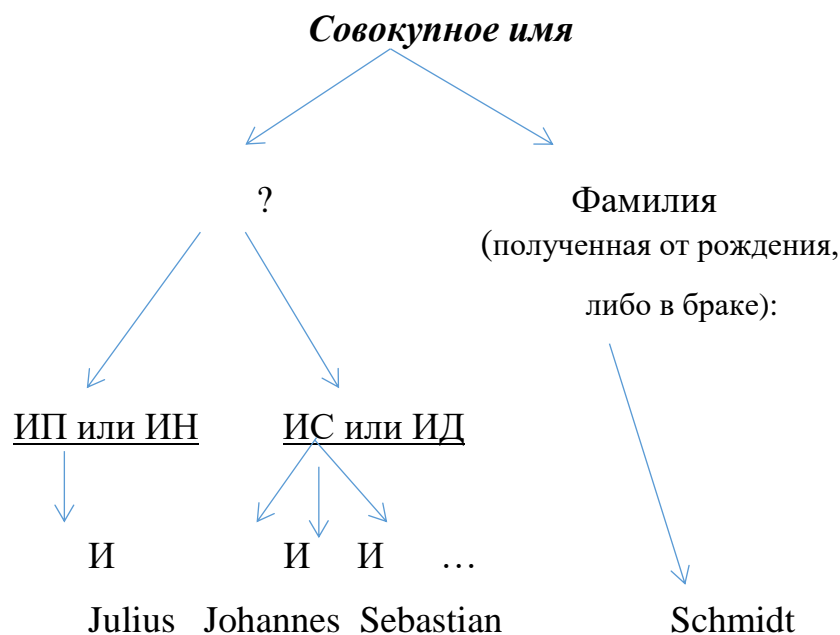 Совокупное имя
? Фамилия
(полученная от рождения,
либо в браке):
ИП или ИН ИС или ИД
И И И …
Julius Johannes Sebastian Schmidt